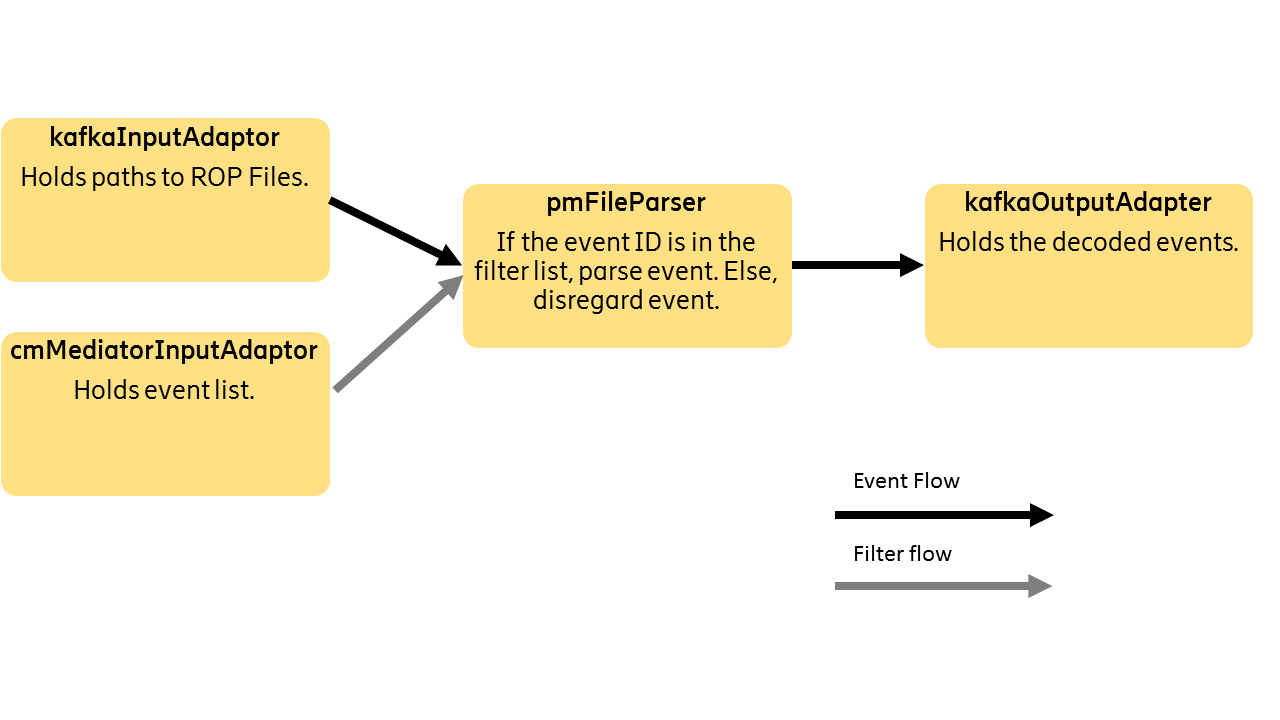 kafkaInputAdaptor
Holds paths to ROP Files.
cmMediatorInputAdaptor
Holds event list.
pmFileParser
If the event ID is in the
filter list, parse event. Else,
disregard event.
kafkaOutputAdapter
Holds the decoded events.
Event Flow
Filter flow